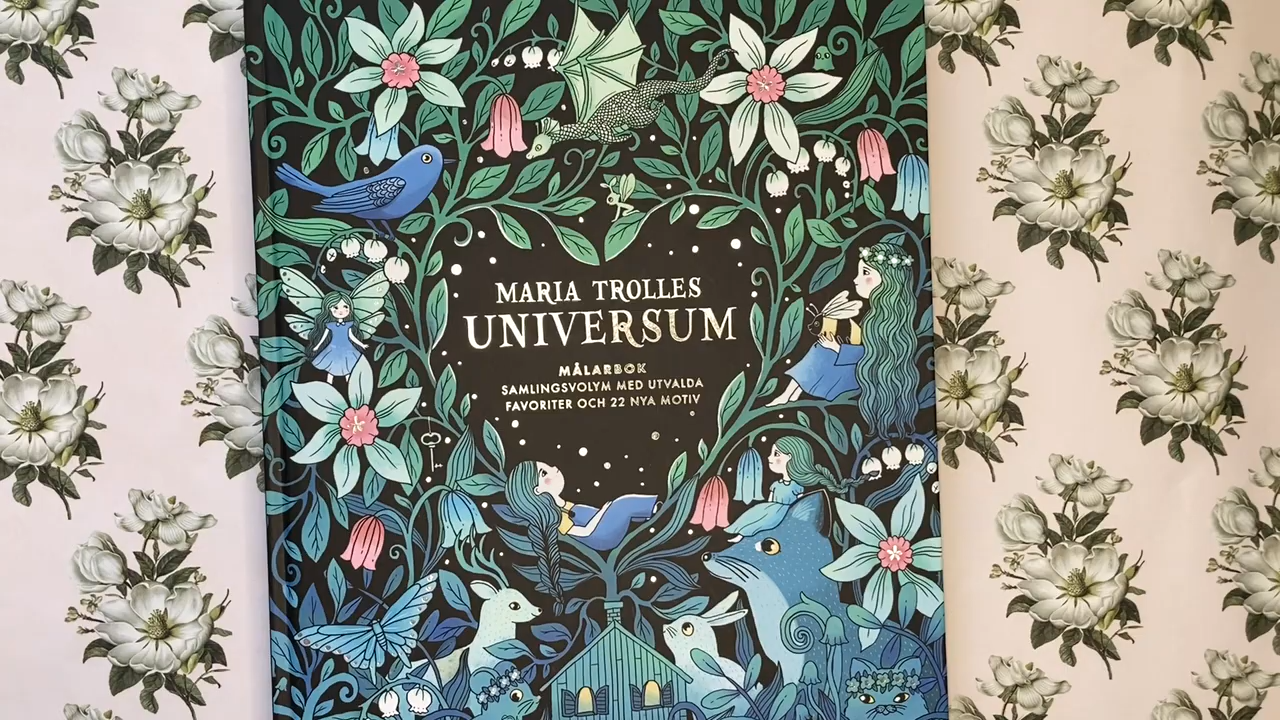 MARIA TROLLES
UNIVERSUM
MÅLARBOK
SAMLINGSVOLYM MED UTVALDA
FAVORITER OCH 22 NYA MOTIV